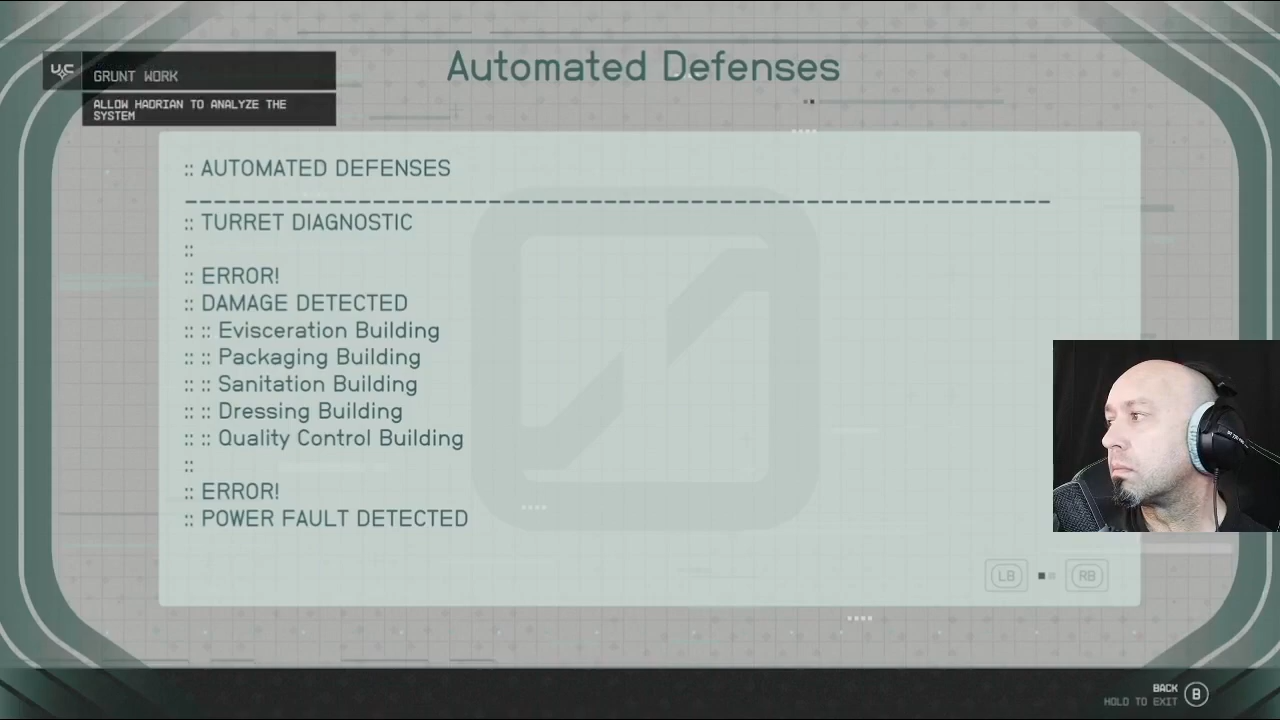 Automated Defenses
UC
GRUNT WORK
ALLOW HADRIAN TO ANALYZE THE
SYSTEM
:: AUTOMATED DEFENSES
------------------------------------------------------------
:: TURRET DIAGNOSTIC
::
:: ERROR!
:: DAMAGE DETECTED
:: :: Evisceration Building
:: :: Packaging Building
:: :: Sanitation Building
:: :: Dressing Building
:: :: Quality Control Building
::
:: ERROR!
:: POWER FAULT DETECTED
LB RB
BACK
HOLD TO EXIT B